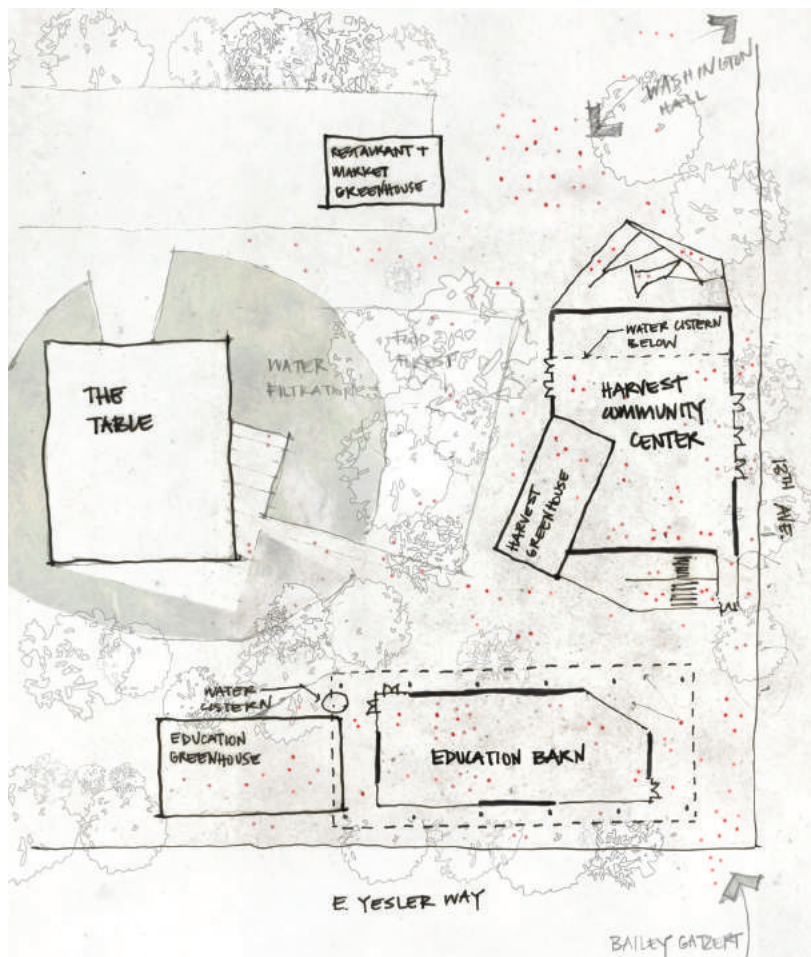 WASHINGTON
HALL
RESTAURANT +
MARKET
GREENHOUSE
WATER CISTERN
BELOW
THE
TABLE
WATER
FILTRATION
FOOD
FOREST
HARVEST
COMMUNITY
CENTER
HARVEST
GREENHOUSE
12TH AVE.
WATER
CISTERN
EDUCATION
GREENHOUSE
EDUCATION BARN
E. YESLER WAY
BAILEY GATZERT